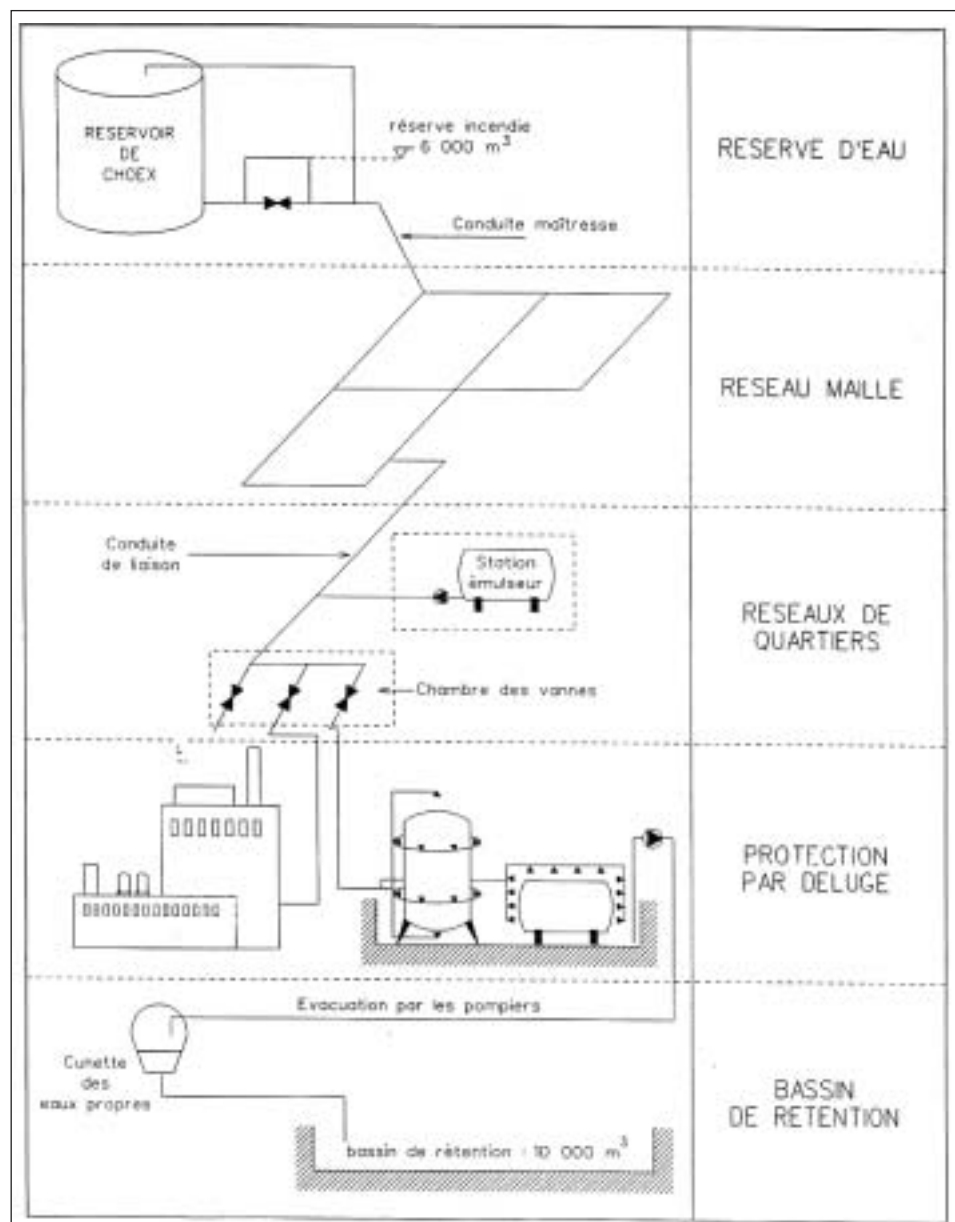 RESERVOIR
DE
CHOEX
réserve incendie
6 000 m³
Conduite maîtresse
RESERVE D'EAU
RESEAU MAILLE
Conduite
de liaison
Station
émulseur
Chambre des vannes
RESEAUX DE
QUARTIERS
PROTECTION
PAR DELUGE
Evacuation par les pompiers
Cunette
des
eaux propres
bassin de rétention : 10 000 m³
BASSIN
DE RETENTION